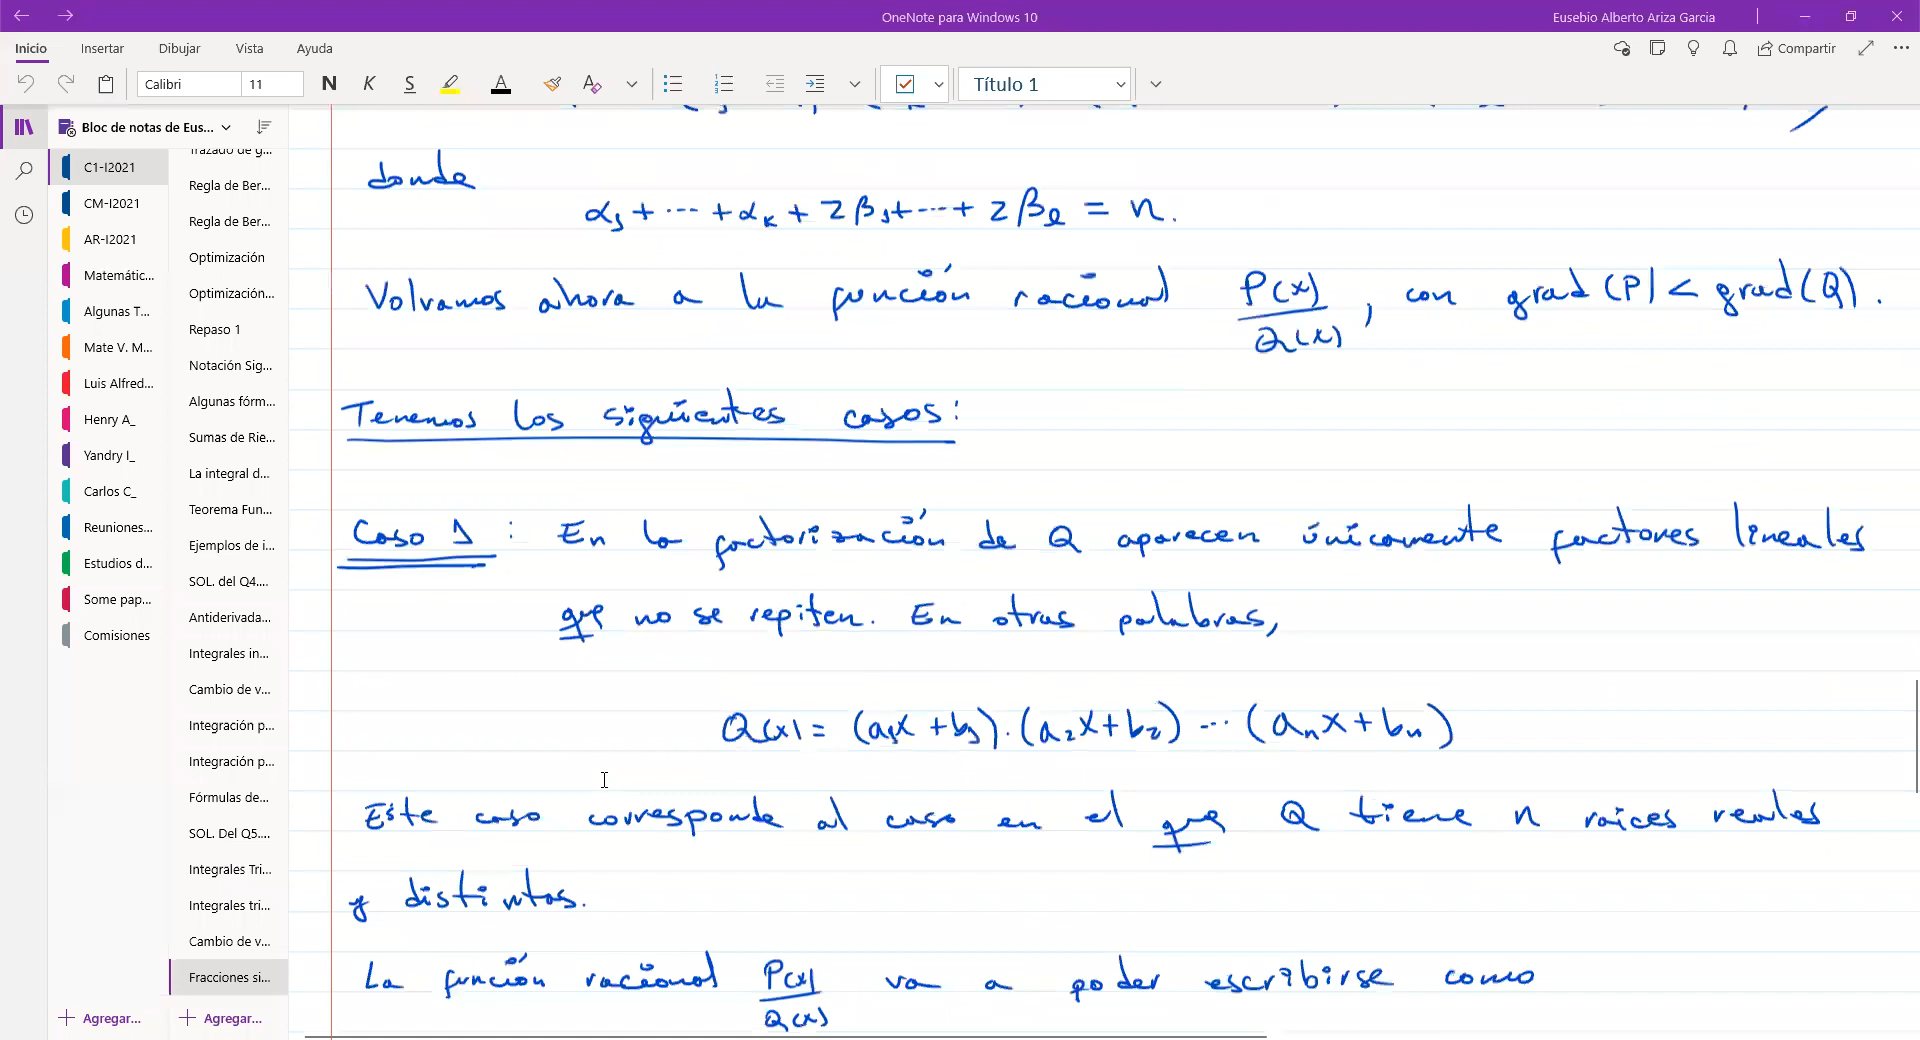 OneNote para Windows 10
Eusebio Alberto Ariza Garcia
Inicio Insertar Dibujar Vista Ayuda
Compartir
Calibri 11 N K S A A Título 1
Bloc de notas de Eus...
C1-I2021
CM-I2021
AR-I2021
Matemátic...
Algunas T...
Mate V. M...
Luis Alfred...
Henry A_
Yandry I_
Carlos C_
Reuniones...
Estudios d...
Some pap...
Comisiones
Agregar...
Trazado de g...
Regla de Ber...
Regla de Ber...
Optimización
Optimización...
Repaso 1
Notación Sig...
Algunas fórm...
Sumas de Rie...
La integral d...
Teorema Fun...
Ejemplos de i...
SOL. del Q4....
Antiderivada...
Integrales in...
Cambio de v...
Integración p...
Integración p...
Fórmulas de...
SOL. Del Q5....
Integrales Tri...
Integrales tri...
Cambio de v...
Fracciones si...
Agregar...
donde
α₁ + ... + αₖ + 2β₁ + ... + 2βℓ = n.
Volvamos ahora a la función racional P(x)/Q(x), con grad(P) < grad(Q).
Tenemos los siguientes casos:
Caso 1: En la factorización de Q aparecen únicamente factores lineales
que no se repiten. En otras palabras,
Q(x) = (a₁x + b₁).(a₂x + b₂) ... (aₙx + bₙ)
Este caso corresponde al caso en el que Q tiene n raíces reales
y distintas.
La función racional P(x)/Q(x) va a poder escribirse como